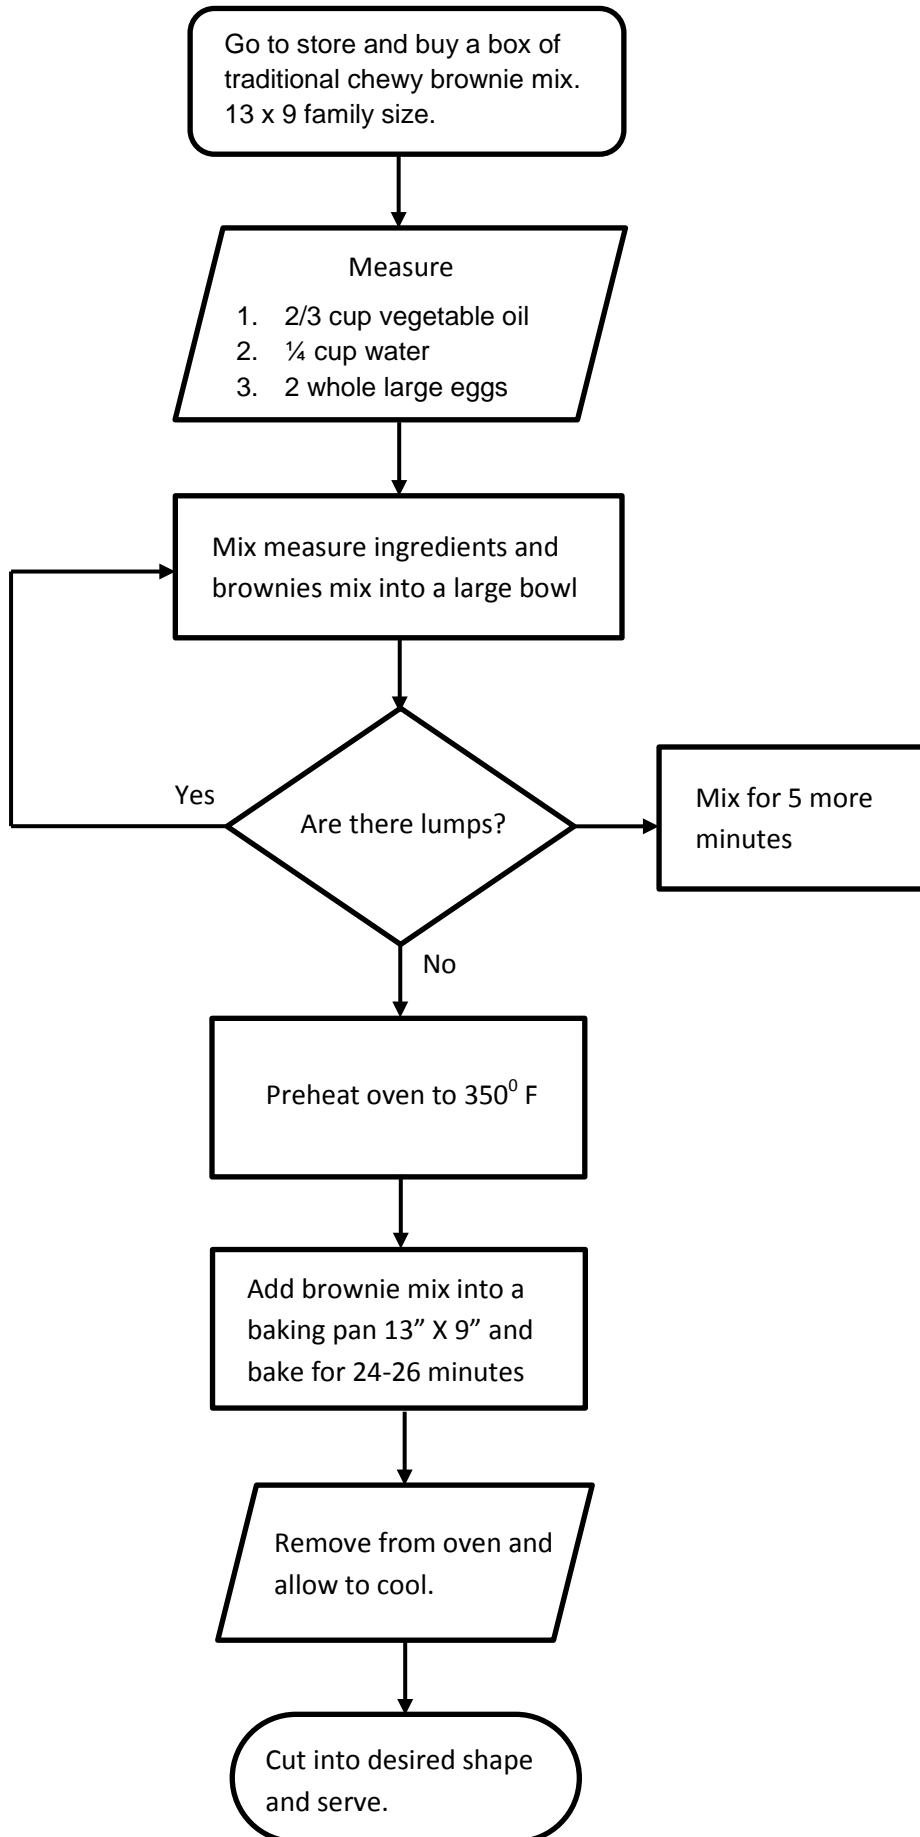 Go to store and buy a box of
traditional chewy brownie mix.
13 x 9 family size.
Measure
1. 2/3 cup vegetable oil
2. ¼ cup water
3. 2 whole large eggs
Mix measure ingredients and
brownies mix into a large bowl
Yes
Are there lumps?
Mix for 5 more
minutes
No
Preheat oven to 350⁰ F
Add brownie mix into a
baking pan 13” X 9” and
bake for 24-26 minutes
Remove from oven and
allow to cool.
Cut into desired shape
and serve.